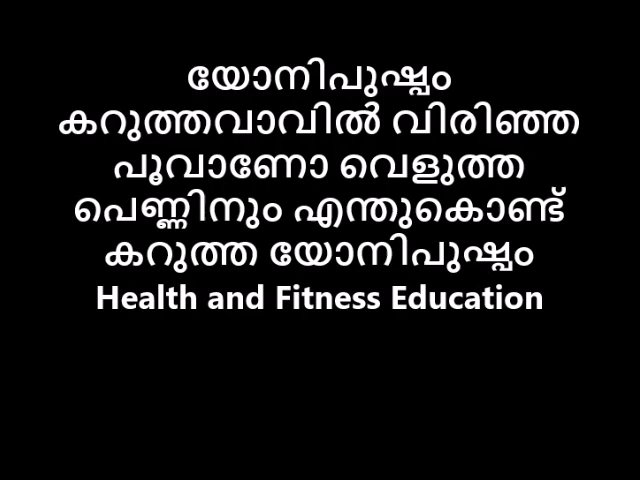 യോനിപുഷ്പം
കറുത്തവാവിൽ വിരിഞ്ഞ
പൂവാണോ വെളുത്ത
പെണ്ണിനും എന്തുകൊണ്ട്
കറുത്ത യോനിപുഷ്പം
Health and Fitness Education